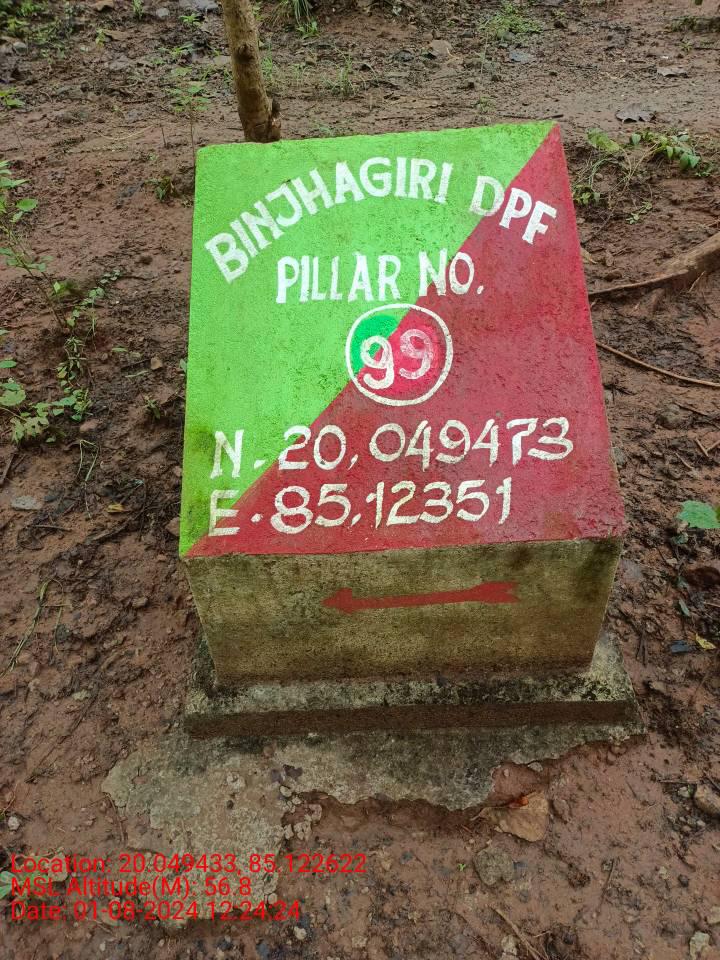 BINJHAGIRI DPF
PILLAR NO.
99
N. 20,049473
E. 85.12351
Location: 20.049433, 85.122622
MSL Altitude(M): 56.8
Date: 01-08-2024 12:24:24